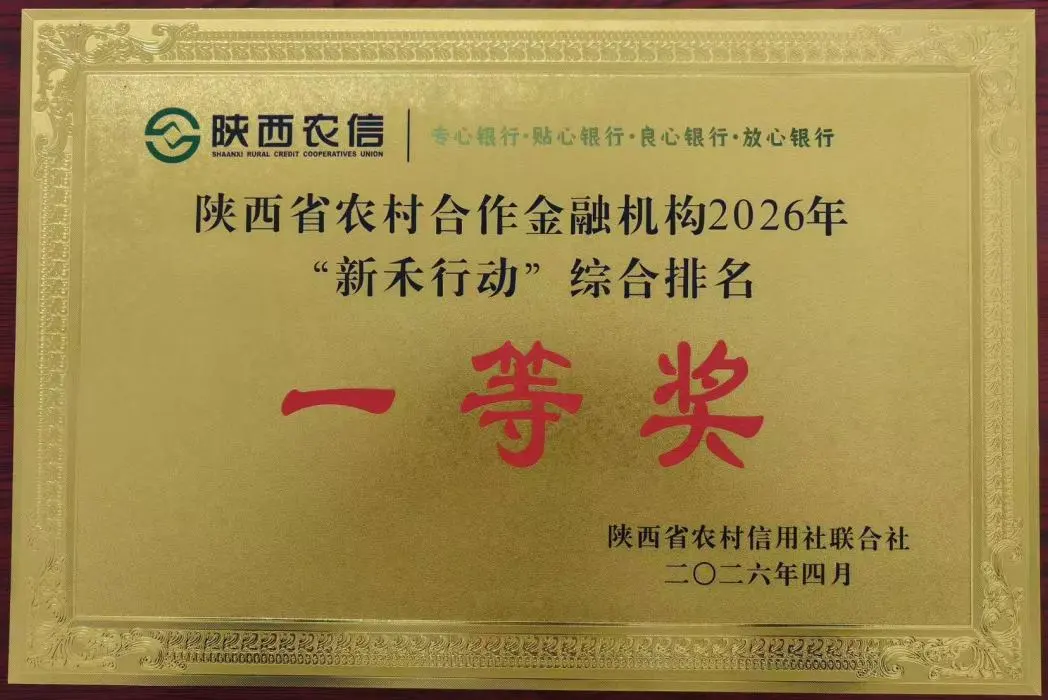 陕西农信
SHAANXI RURAL CREDIT COOPERATIVES UNION
专心银行·贴心银行·良心银行·放心银行
陕西省农村合作金融机构2026年
“新禾行动”综合排名
一等奖
陕西省农村信用社联合社
二〇二六年四月